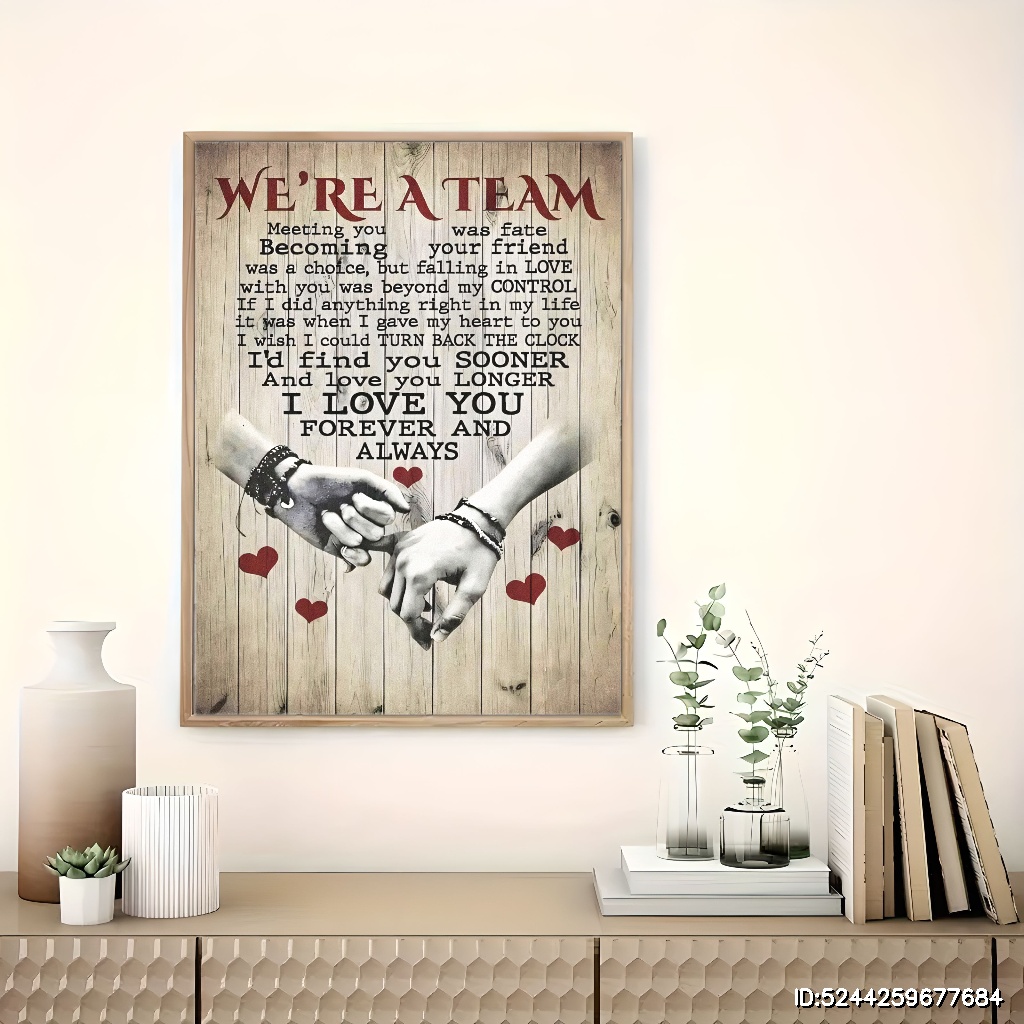 WE'RE A TEAM
Meeting you was fate
Becoming your friend
was a choice, but falling in LOVE
with you was beyond my CONTROL
If I did anything right in my life
it was when I gave my heart to you
I wish I could TURN BACK THE CLOCK
I'd find you SOONER
And love you LONGER
I LOVE YOU
FOREVER AND
ALWAYS
ID:5244259677684